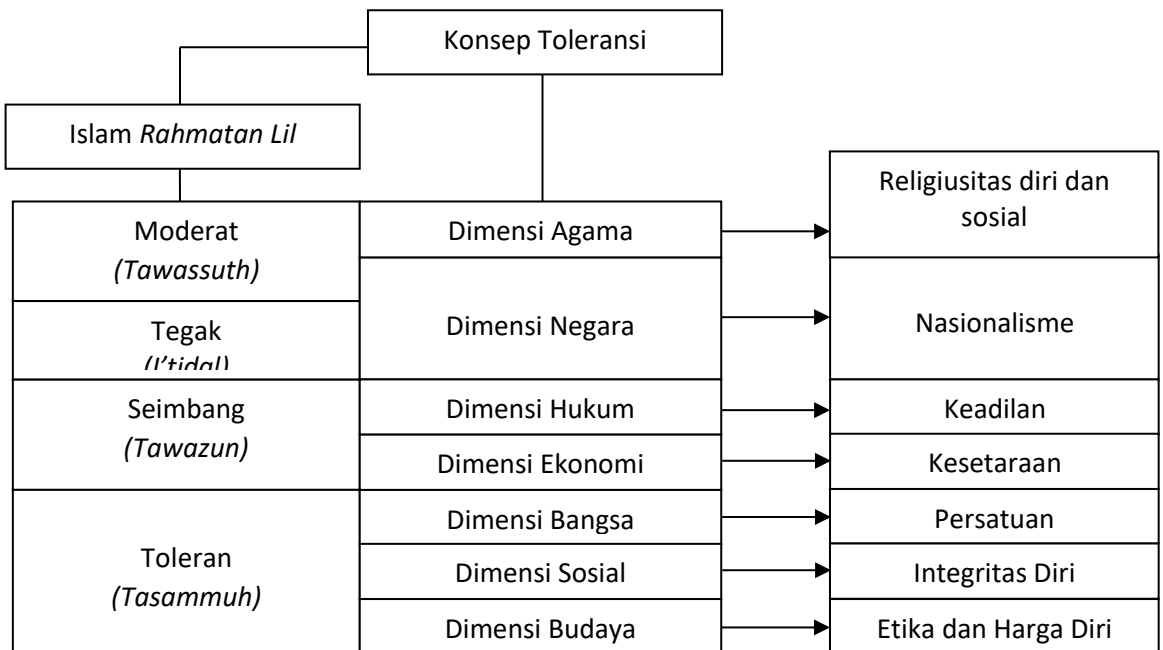 Konsep Toleransi
Islam Rahmatan Lil
Religiusitas diri dan
sosial
Moderat
(Tawassuth)
Dimensi Agama
Tegak
(I'tidal)
Dimensi Negara
Nasionalisme
Seimbang
(Tawazun)
Dimensi Hukum
Keadilan
Dimensi Ekonomi
Kesetaraan
Toleran
(Tasammuh)
Dimensi Bangsa
Persatuan
Dimensi Sosial
Integritas Diri
Dimensi Budaya
Etika dan Harga Diri